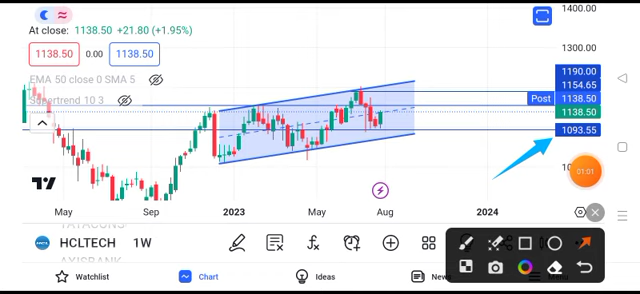 1400.00
At close: 1138.50 +21.80 (+1.95%)
1300.00
1138.50 0.00 1138.50
1190.00
EMA 50 close 0 SMA 5
1154.65
Supertrend 10 3
Post 1138.50
1138.50
1093.55
01:01
May Sep 2023 May Aug 2024
HCLTECH 1W
Watchlist Chart Ideas News Menu